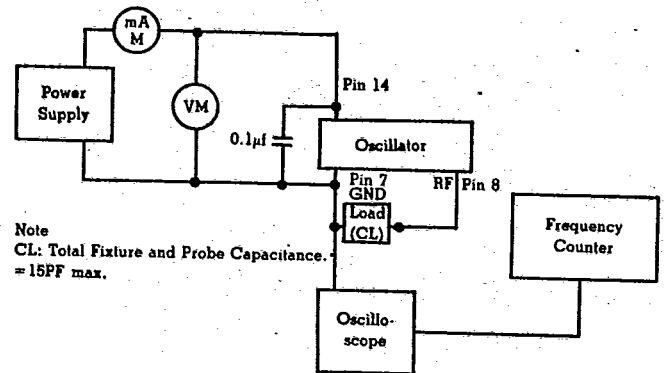 mA
M
Pin 14
Power
Supply
VM
0.1μf
Oscillator
Pin 7
GND
RF
Pin 8
Load
(CL)
Frequency
Counter
Note
CL: Total Fixture and Probe Capacitance.
=15PF max.
Oscillo-
scope